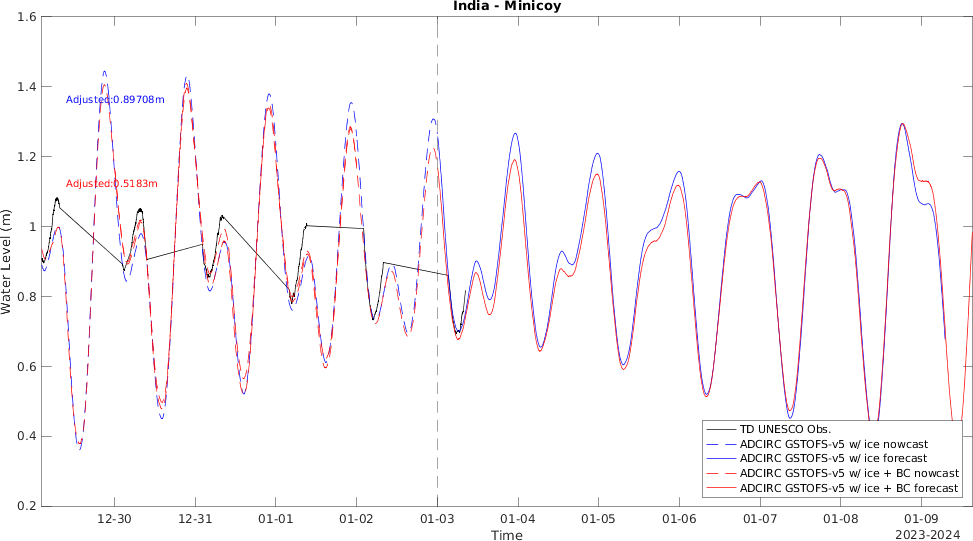 India - Minicoy
1.6
1.4
1.2
1
0.8
0.6
0.4
0.2
Water Level (m)
Adjusted:0.89708m
Adjusted:0.5183m
TD UNESCO Obs.
ADCIRC GSTOFS-v5 w/ ice nowcast
ADCIRC GSTOFS-v5 w/ ice forecast
ADCIRC GSTOFS-v5 w/ ice + BC nowcast
ADCIRC GSTOFS-v5 w/ ice + BC forecast
12-30 12-31 01-01 01-02 01-03 01-04 01-05 01-06 01-07 01-08 01-09
Time
2023-2024